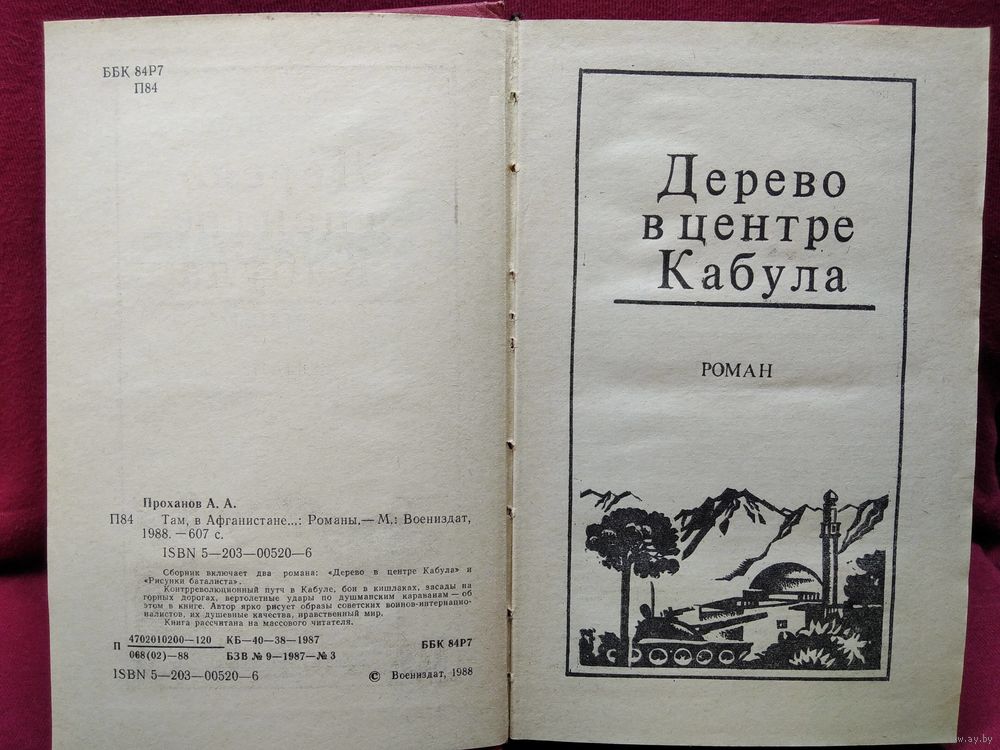 ББК 84Р7
П84
Проханов А. А.
П84 Там, в Афганистане...: Романы.— М.: Воениздат,
1988. —607 с.
ISBN 5—203—00520—6
Сборник включает два романа: «Дерево в центре Кабула» и
«Рисунки баталиста».
Контрреволюционный путч в Кабуле, бои в кишлаках, засады на
горных дорогах, вертолетные удары по душманским караванам — об
этом в книге. Автор ярко рисует образы советских воинов-интернацио-
налистов, их душевные качества, нравственный мир.
Книга рассчитана на массового читателя.
П 4702010200—120 КБ—40—38—1987
068(02)—88 БЗВ № 9—1987—№ 3 ББК 84Р7
ISBN 5—203—00520—6 © Воениздат, 1988
Дерево
в центре
Кабула
РОМАН
w.ay.by